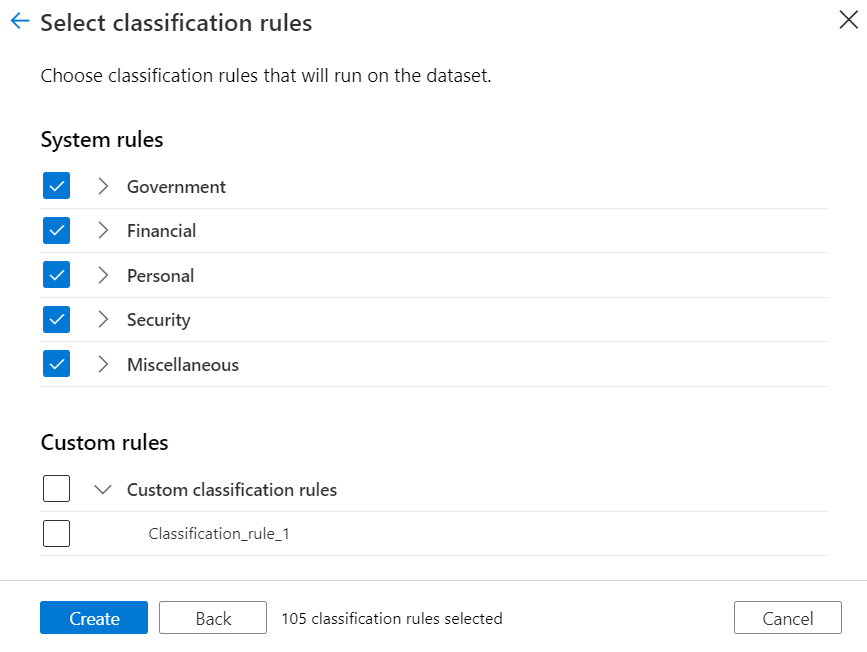 Select classification rules
Choose classification rules that will run on the dataset.
System rules
Government
Financial
Personal
Security
Miscellaneous
Custom rules
Custom classification rules
Classification_rule_1
Create
Back
105 classification rules selected
Cancel